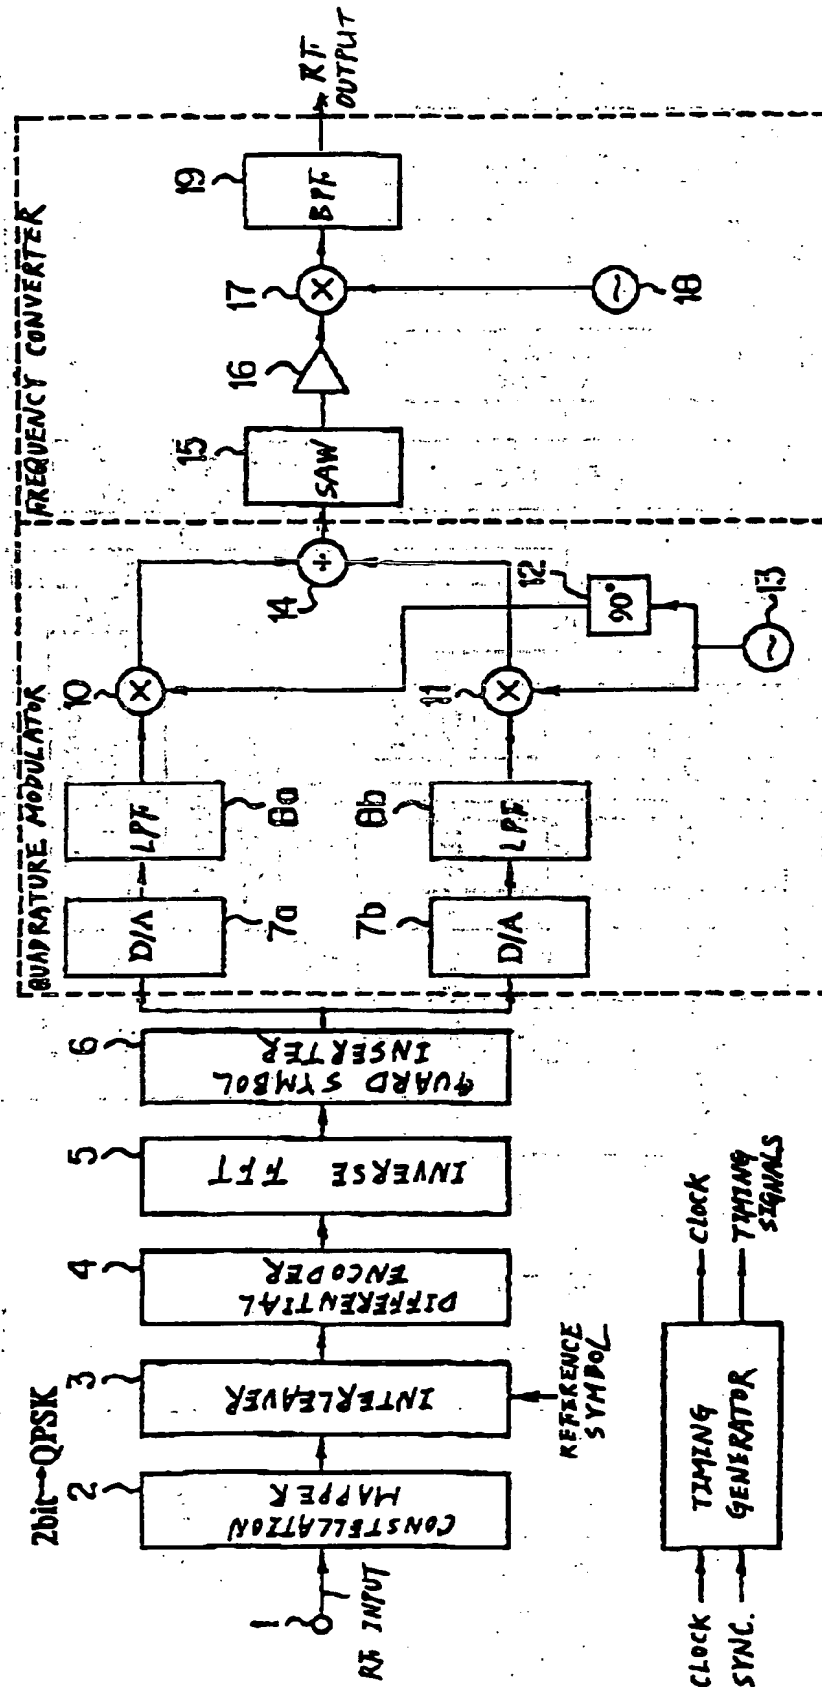 2bit→QPSK
1
RF INPUT
2
CONSTELLATION
MAPPER
3
INTERLEAVER
REFERENCE
SYMBOL
4
DIFFERENTIAL
ENCODER
5
INVERSE FFT
6
GUARD SYMBOL
INSERTER
QUADRATURE MODULATOR
D/A
7a
LPF
8a
10
D/A
7b
LPF
8b
11
14
+
90°
12
13
FREQUENCY CONVERTER
15
SAW
16
17
18
19
BPF
RF
OUTPUT
CLOCK
SYNC.
TIMING
GENERATOR
CLOCK
TIMING
SIGNALS